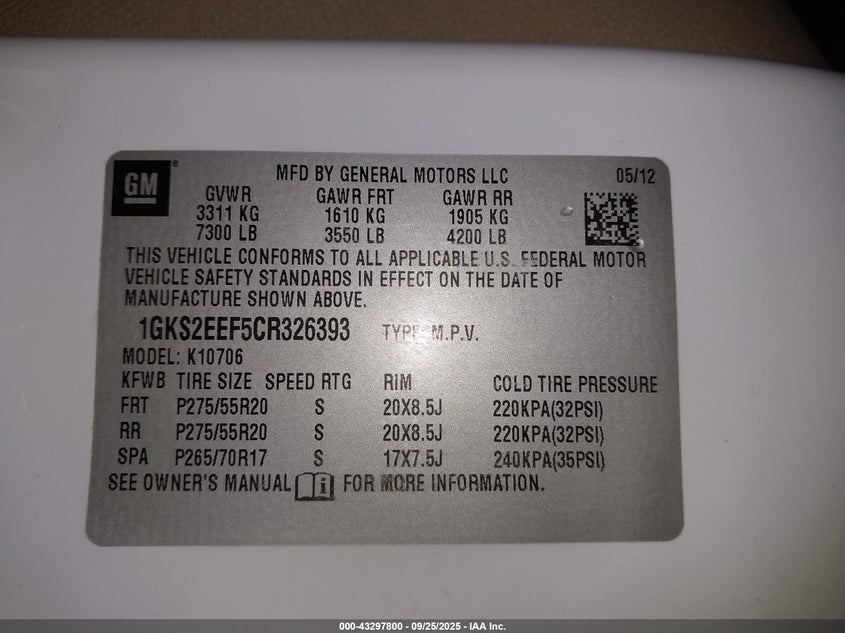 GM ®
MFD BY GENERAL MOTORS LLC 05/12
GVWR GAWR FRT GAWR RR
3311 KG 1610 KG 1905 KG
7300 LB 3550 LB 4200 LB
THIS VEHICLE CONFORMS TO ALL APPLICABLE U.S. FEDERAL MOTOR
VEHICLE SAFETY STANDARDS IN EFFECT ON THE DATE OF
MANUFACTURE SHOWN ABOVE.
1GKS2EEF5CR326393 TYPE: M.P.V.
MODEL: K10706
KFWB TIRE SIZE SPEED RTG RIM COLD TIRE PRESSURE
FRT P275/55R20 S 20X8.5J 220KPA(32PSI)
RR P275/55R20 S 20X8.5J 220KPA(32PSI)
SPA P265/70R17 S 17X7.5J 240KPA(35PSI)
SEE OWNER'S MANUAL i FOR MORE INFORMATION.
000-43297800 - 09/25/2025 - IAA Inc.